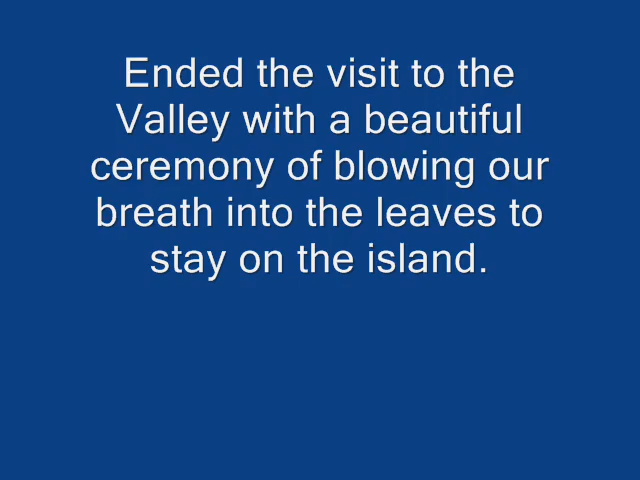 Ended the visit to the
Valley with a beautiful
ceremony of blowing our
breath into the leaves to
stay on the island.